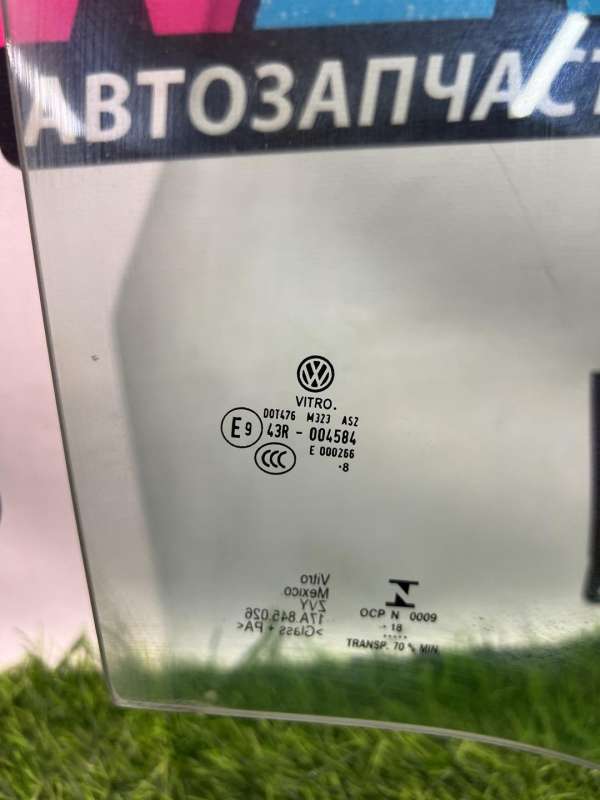 АВТОЗАПЧАСТ
VITRO.
DOT476 M323 AS2
E9 43R - 004584
E 000266
CCC
.8
Vitro
Mexico
ZVY
17A.845.026
>Glass + PA<
N
OCP N 0009
- 18
.....
TRANSP. 70 % MIN